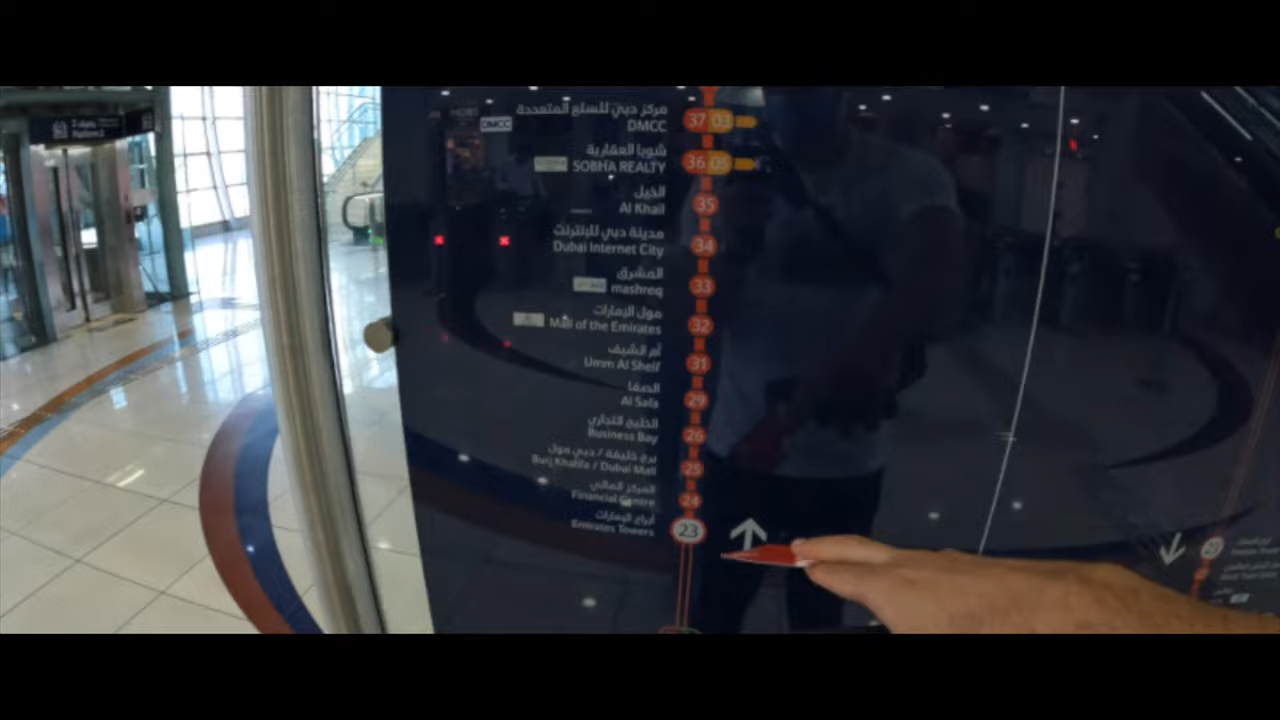 Platform 2
مركز دبي للسلع المتعددة
DMCC
DMCC
37 03
شوبا العقارية
SOBHA REALTY
36 05
الخيل
Al Khail
35
مدينة دبي للإنترنت
Dubai Internet City
34
المشرق
mashreq
33
مول الإمارات
Mall of the Emirates
32
أم الشيف
Umm Al Sheif
31
الصفا
Al Safa
29
الخليج التجاري
Business Bay
26
برج خليفة / دبي مول
Burj Khalifa / Dubai Mall
25
المركز المالي
Financial Centre
24
أبراج الإمارات
Emirates Towers
23